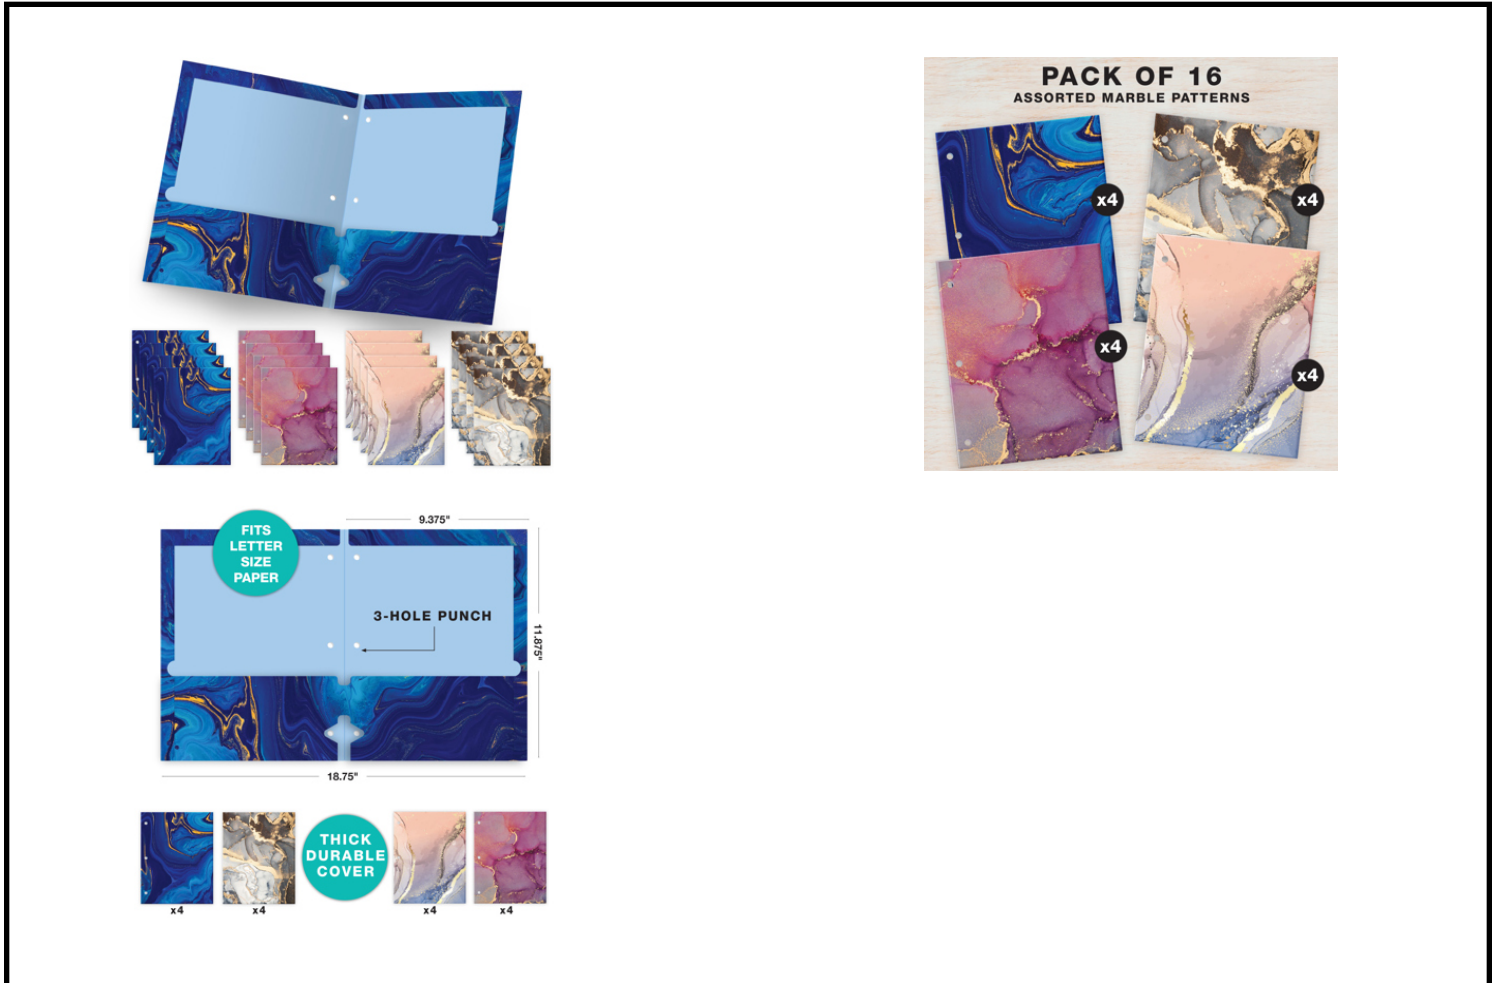 PACK OF 16
ASSORTED MARBLE PATTERNS
x4
x4
x4
x4
FITS
LETTER
SIZE
PAPER
9.375"
3-HOLE PUNCH
11.875"
18.75"
THICK
DURABLE
COVER
x4
x4
x4
x4